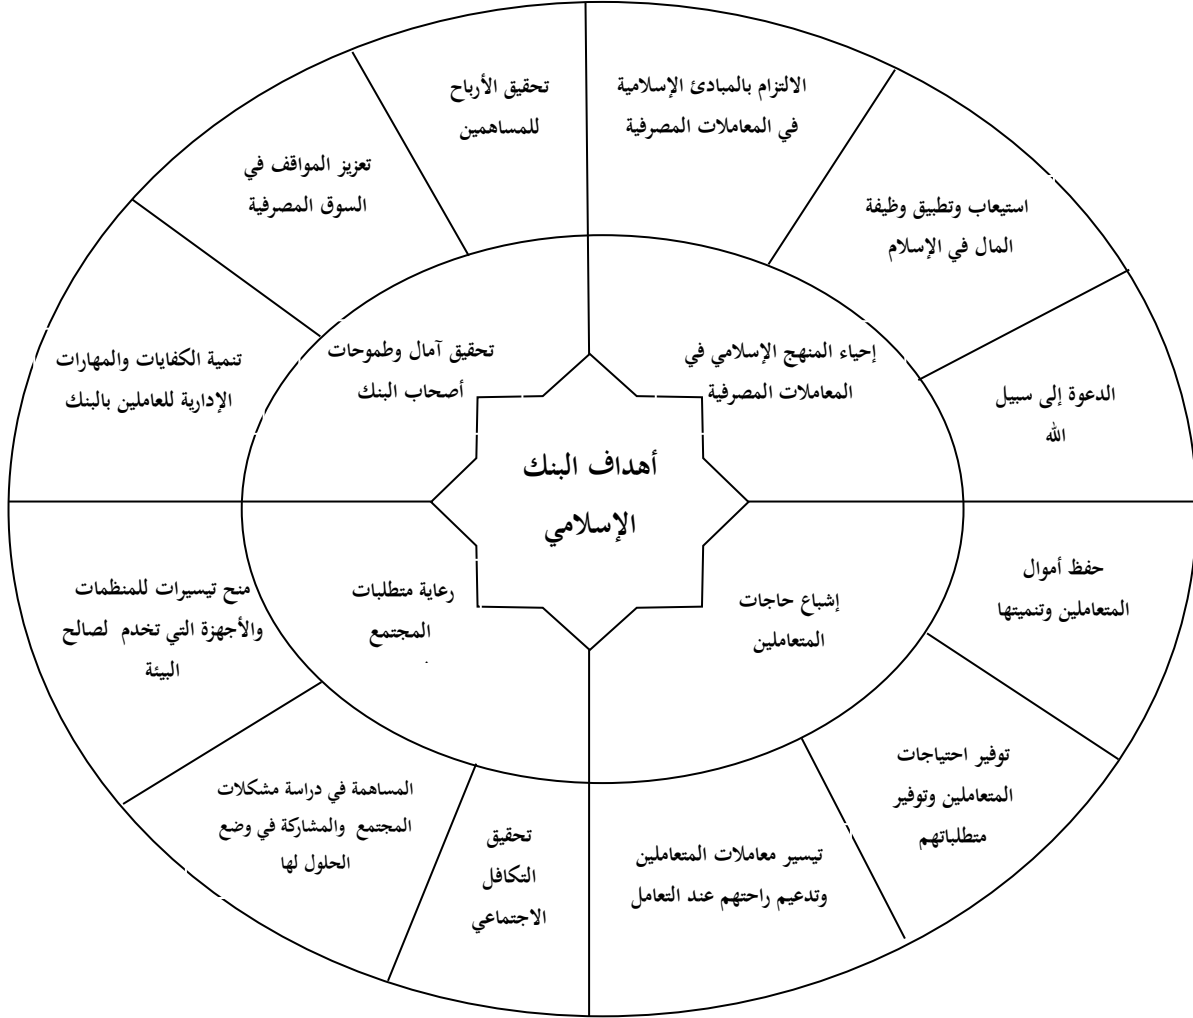 أهداف البنك
الإسلامي
إحياء المنهج الإسلامي في
المعاملات المصرفية
الالتزام بالمبادئ الإسلامية
في المعاملات المصرفية
استيعاب وتطبيق وظيفة
المال في الإسلام
الدعوة إلى سبيل
الله
إشباع حاجات
المتعاملين
حفظ أموال
المتعاملين وتنميتها
توفير احتياجات
المتعاملين وتوفير
متطلباتهم
تيسير معاملات المتعاملين
وتدعيم راحتهم عند التعامل
رعاية متطلبات
المجتمع
تحقيق
التكافل
الاجتماعي
المساهمة في دراسة مشكلات
المجتمع والمشاركة في وضع
الحلول لها
منح تيسيرات للمنظمات
والأجهزة التي تخدم لصالح
البيئة
تحقيق آمال وطموحات
أصحاب البنك
تنمية الكفايات والمهارات
الإدارية للعاملين بالبنك
تعزيز المواقف في
السوق المصرفية
تحقيق الأرباح
للمساهمين